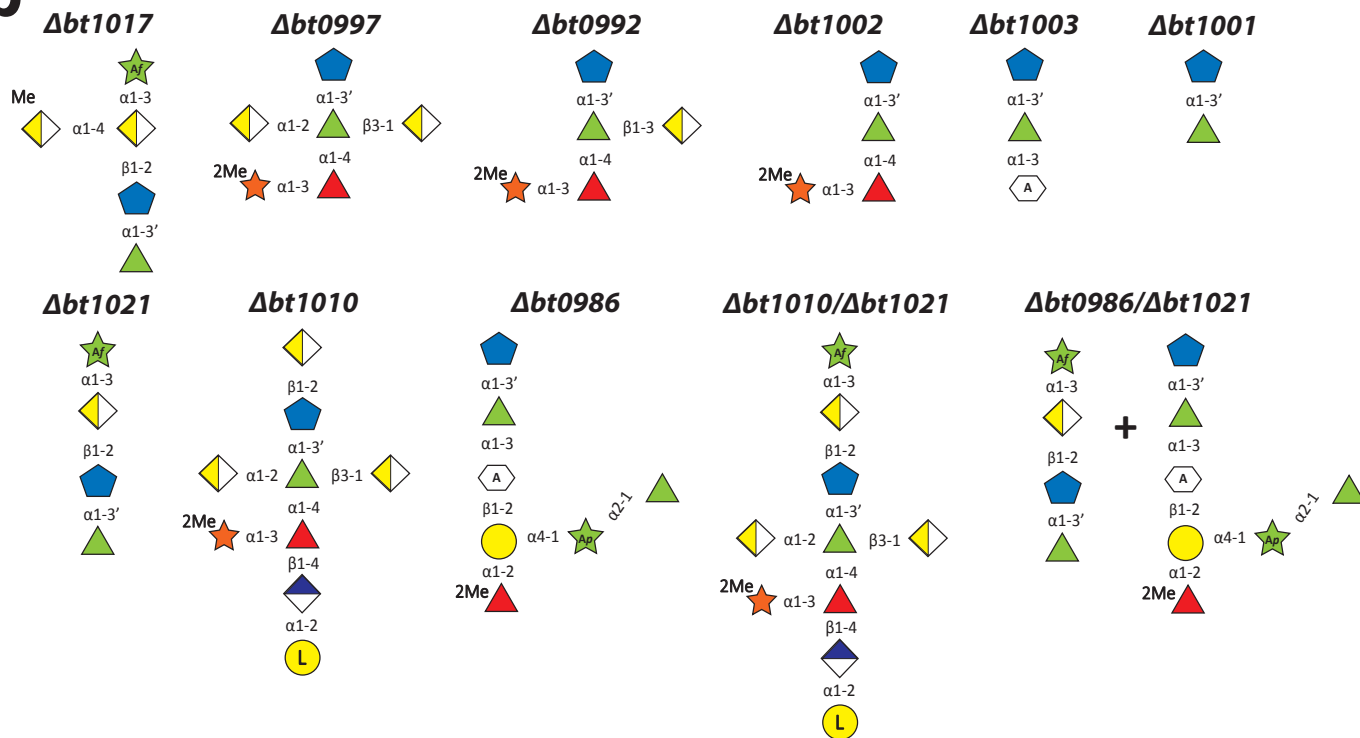 Δbt1017 Δbt0997 Δbt0992 Δbt1002 Δbt1003 Δbt1001
Af
Me α1-3 α1-3’ α1-3’ α1-3’ α1-3’ α1-3’
α1-4 α1-2 β3-1 β1-3
β1-2 α1-4 α1-4 α1-4 α1-3
2Me α1-3 2Me α1-3 2Me α1-3 A
α1-3’
Δbt1021 Δbt1010 Δbt0986 Δbt1010/Δbt1021 Δbt0986/Δbt1021
Af Af Af
α1-3 β1-2 α1-3’ α1-3 α1-3 α1-3’
+
β1-2 α1-3’ α1-3 β1-2 β1-2 α1-3
α1-2 β3-1 A A
α1-3’ α1-4 β1-2 α2-1 α1-3’ α1-3’ β1-2 α2-1
2Me α1-3 α4-1 Ap α1-2 β3-1 α4-1 Ap
β1-4 α1-2 α1-4 α1-2
2Me 2Me α1-3 2Me
α1-2 β1-4
L α1-2
L